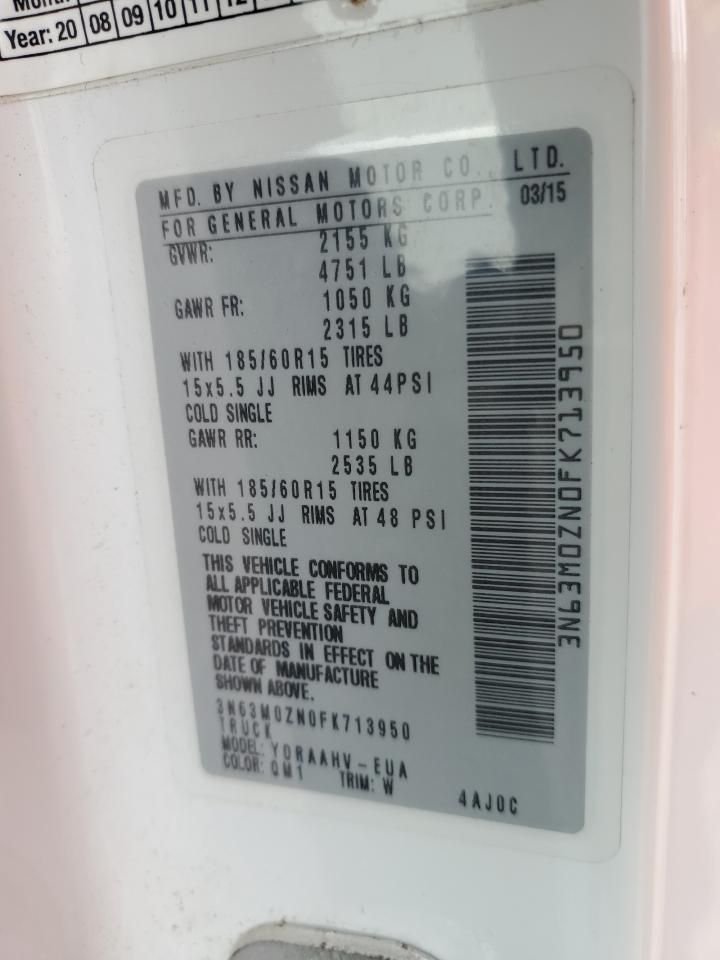 Year: 20 08 09 10 11 12
MFD. BY NISSAN MOTOR CO., LTD.
FOR GENERAL MOTORS CORP. 03/15
GVWR: 2155 KG
4751 LB
GAWR FR: 1050 KG
2315 LB
WITH 185/60R15 TIRES
15x5.5 JJ RIMS AT 44PSI
COLD SINGLE
GAWR RR: 1150 KG
2535 LB
WITH 185/60R15 TIRES
15x5.5 JJ RIMS AT 48 PSI
COLD SINGLE
THIS VEHICLE CONFORMS TO
ALL APPLICABLE FEDERAL
MOTOR VEHICLE SAFETY AND
THEFT PREVENTION
STANDARDS IN EFFECT ON THE
DATE OF MANUFACTURE
SHOWN ABOVE.
3N63M0ZN0FK713950
TRUCK
MODEL: YORAAHV-EUA
COLOR: QM1 TRIM: W
4AJ0C
3N63M0ZN0FK713950